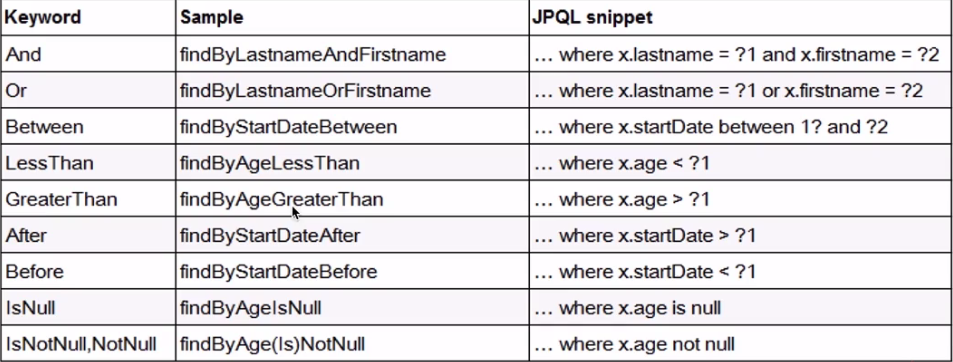 Keyword Sample JPQL snippet
And findByLastnameAndFirstname … where x.lastname = ?1 and x.firstname = ?2
Or findByLastnameOrFirstname … where x.lastname = ?1 or x.firstname = ?2
Between findByStartDateBetween … where x.startDate between 1? and ?2
LessThan findByAgeLessThan … where x.age < ?1
GreaterThan findByAgeGreaterThan … where x.age > ?1
After findByStartDateAfter … where x.startDate > ?1
Before findByStartDateBefore … where x.startDate < ?1
IsNull findByAgeIsNull … where x.age is null
IsNotNull,NotNull findByAge(Is)NotNull … where x.age not null